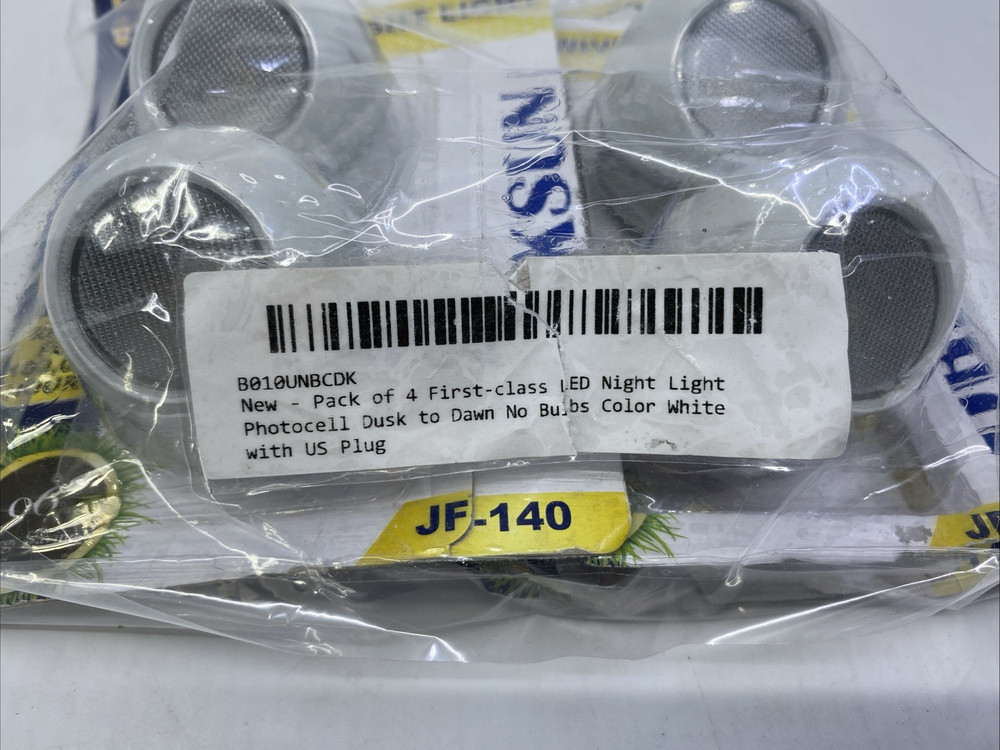 B010UNBCDK
New - Pack of 4 First-class LED Night Light
Photocell Dusk to Dawn No Bulbs Color White
with US Plug
JF-140